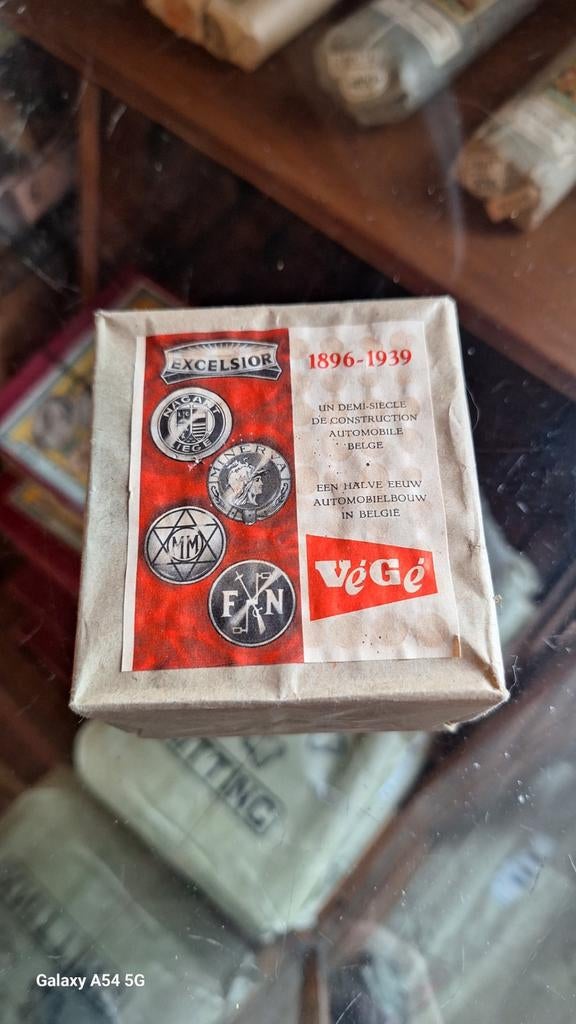 EXCELSIOR
NAGANT
LIEGE
MINERVA
MM
FN
1896-1939
UN DEMI-SIECLE
DE CONSTRUCTION
AUTOMOBILE
BELGE
EEN HALVE EEUW
AUTOMOBIELBOUW
IN BELGIE
VéGé
Galaxy A54 5G